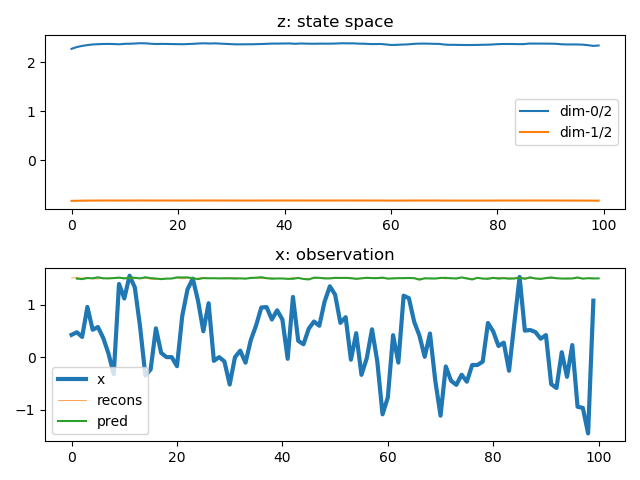 z: state space
2
1
0
dim-0/2
dim-1/2
0 20 40 60 80 100
x: observation
1
0
−1
x
recons
pred
0 20 40 60 80 100